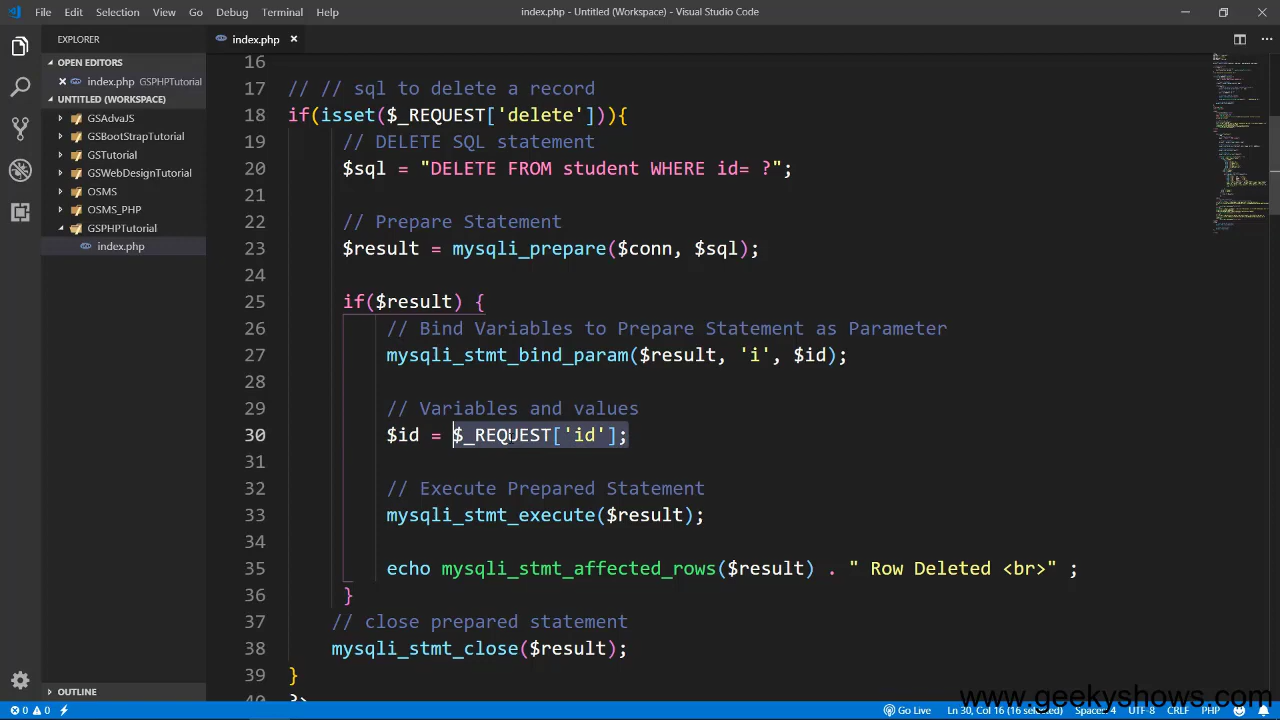 File Edit Selection View Go Debug Terminal Help
index.php - Untitled (Workspace) - Visual Studio Code
EXPLORER
index.php ×
OPEN EDITORS
× index.php GSPHPTutorial
UNTITLED (WORKSPACE)
GSAdvaJS
GSBootStrapTutorial
GSTutorial
GSWebDesignTutorial
OSMS
OSMS_PHP
GSPHPTutorial
index.php
OUTLINE
16
17 // // sql to delete a record
18 if(isset($_REQUEST['delete'])){
19 // DELETE SQL statement
20 $sql = "DELETE FROM student WHERE id= ?";
21
22 // Prepare Statement
23 $result = mysqli_prepare($conn, $sql);
24
25 if($result) {
26 // Bind Variables to Prepare Statement as Parameter
27 mysqli_stmt_bind_param($result, 'i', $id);
28
29 // Variables and values
30 $id = $_REQUEST['id'];
31
32 // Execute Prepared Statement
33 mysqli_stmt_execute($result);
34
35 echo mysqli_stmt_affected_rows($result) . " Row Deleted <br>" ;
36 }
37 // close prepared statement
38 mysqli_stmt_close($result);
39 }
40 ?>
www.geekyshows.com
0 0 Go Live Ln 30, Col 16 (16 selected) Spaces: 4 UTF-8 CRLF PHP